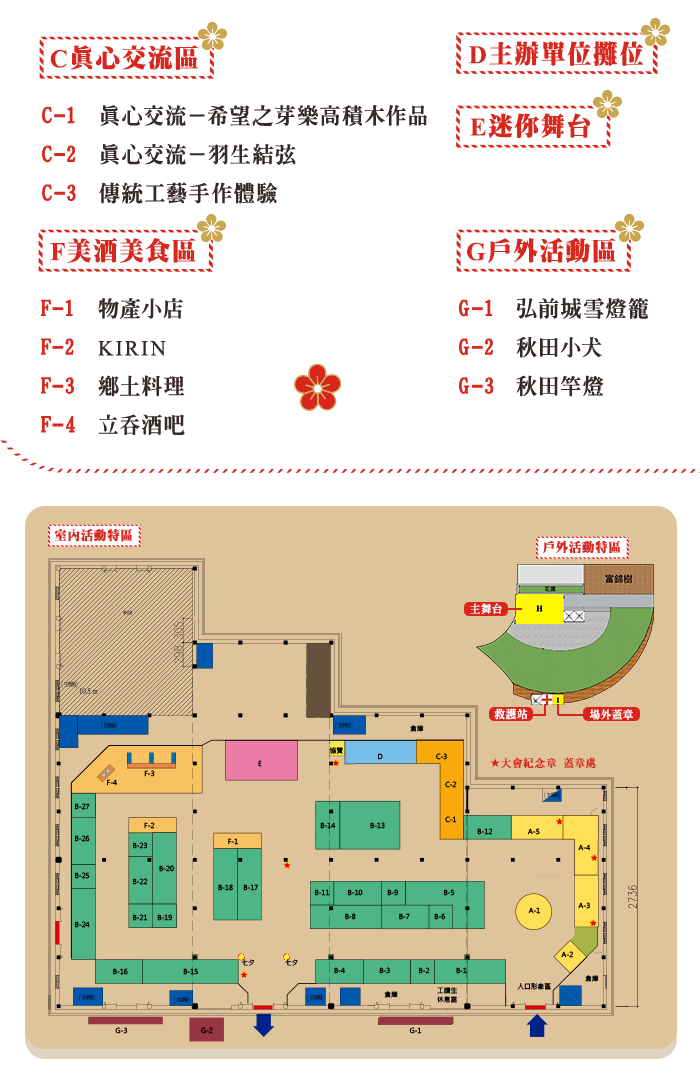 C眞心交流區
C-1 眞心交流－希望之芽樂高積木作品
C-2 眞心交流－羽生結弦
C-3 傳統工藝手作體驗
D主辦單位攤位
E迷你舞台
F美酒美食區
F-1 物產小店
F-2 KIRIN
F-3 鄉土料理
F-4 立吞酒吧
G戶外活動區
G-1 弘前城雪燈籠
G-2 秋田小犬
G-3 秋田竿燈
室內活動特區
戶外活動特區
富錦樹
花圃
主舞台
H
救護站
I
場外蓋章
★大會紀念章 蓋章處
298.305
10.5 m
倉庫
E
D
C-3
F-3
F-4
C-2
B-27
C-1
F-2
B-14
B-13
B-12
A-5
B-26
B-23
F-1
A-4
B-20
B-25
B-22
B-18
B-17
B-11
B-10
B-9
B-5
2736
A-3
A-1
B-21
B-19
B-8
B-7
B-6
B-24
A-2
七夕
七夕
B-16
B-15
B-4
B-3
B-2
B-1
倉庫
倉庫
工讀生
休息區
入口形象區
G-3
G-2
G-1